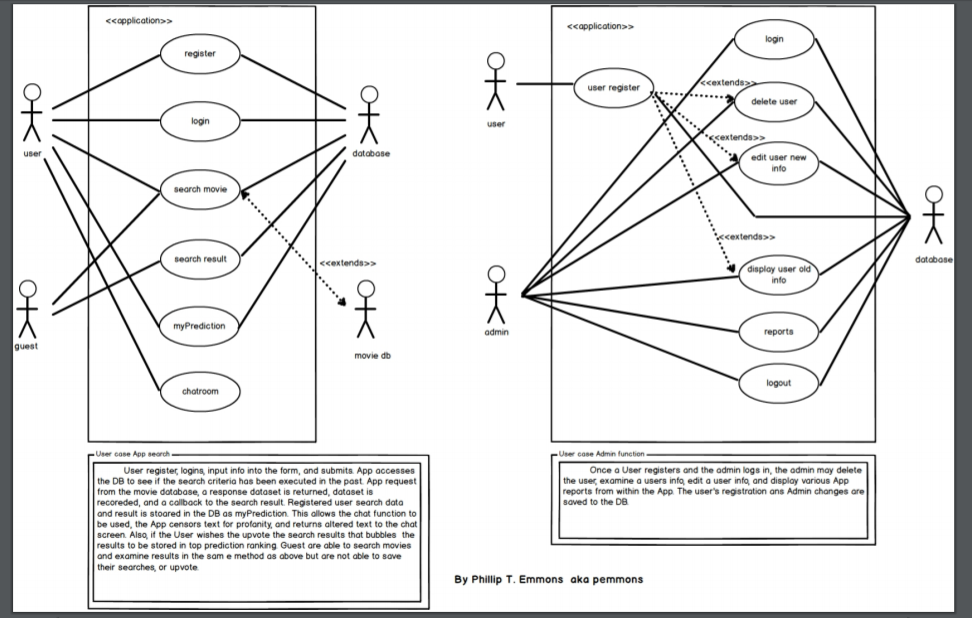 <<application>>
register
login
user
database
search movie
search result
<<extends>>
guest
myPrediction
movie db
chatroom
<<application>>
login
user register
<<extends>>
delete user
user
<<extends>>
edit user new
info
<<extends>>
database
display user old
info
admin
reports
logout
User case App search
User register, logins, input info into the form, and submits. App accesses
the DB to see if the search criteria has been executed in the past. App request
from the movie database, a response dataset is returned, dataset is
recoreded, and a callback to the search result. Registered user search data
and result is stoared in the DB as myPrediction. This allows the chat function to
be used, the App censors text for profanity, and returns altered text to the chat
screen. Also, if the User wishes the upvote the search results that bubbles the
results to be stored in top prediction ranking. Guest are able to search movies
and examine results in the sam e method as above but are not able to save
their searches, or upvote.
User case Admin function
Once a User registers and the admin logs in, the admin may delete
the user, examine a users info, edit a user info, and display various App
reports from within the App. The user's registration ans Admin changes are
saved to the DB.
By Phillip T. Emmons aka pemmons